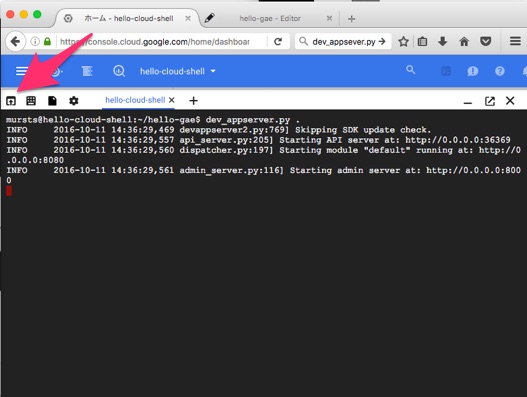 ホーム - hello-cloud-shell
hello-gae - Editor
https://console.cloud.google.com/home/dashboar
dev_appsever.py
hello-cloud-shell
hello-cloud-shell
mursts@hello-cloud-shell:~/hello-gae$ dev_appserver.py .
INFO     2016-10-11 14:36:29,469 devappserver2.py:769] Skipping SDK update check.
INFO     2016-10-11 14:36:29,557 api_server.py:205] Starting API server at: http://0.0.0.0:36369
INFO     2016-10-11 14:36:29,560 dispatcher.py:197] Starting module "default" running at: http://0
.0.0.0:8080
INFO     2016-10-11 14:36:29,561 admin_server.py:116] Starting admin server at: http://0.0.0.0:800
0